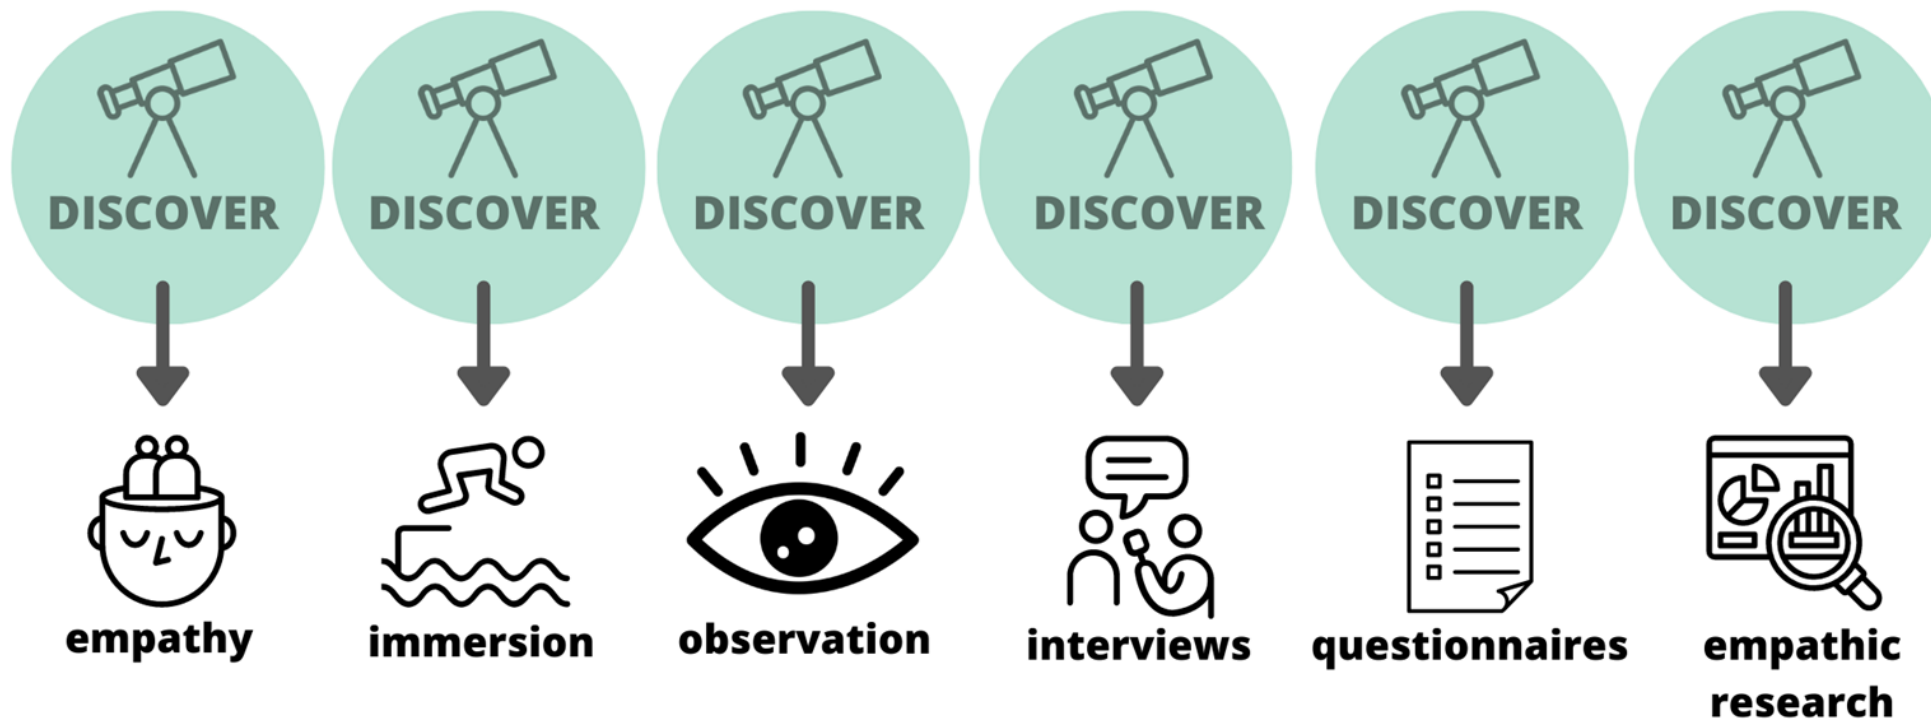 DISCOVER DISCOVER DISCOVER DISCOVER DISCOVER DISCOVER
empathy immersion observation interviews questionnaires empathic
research